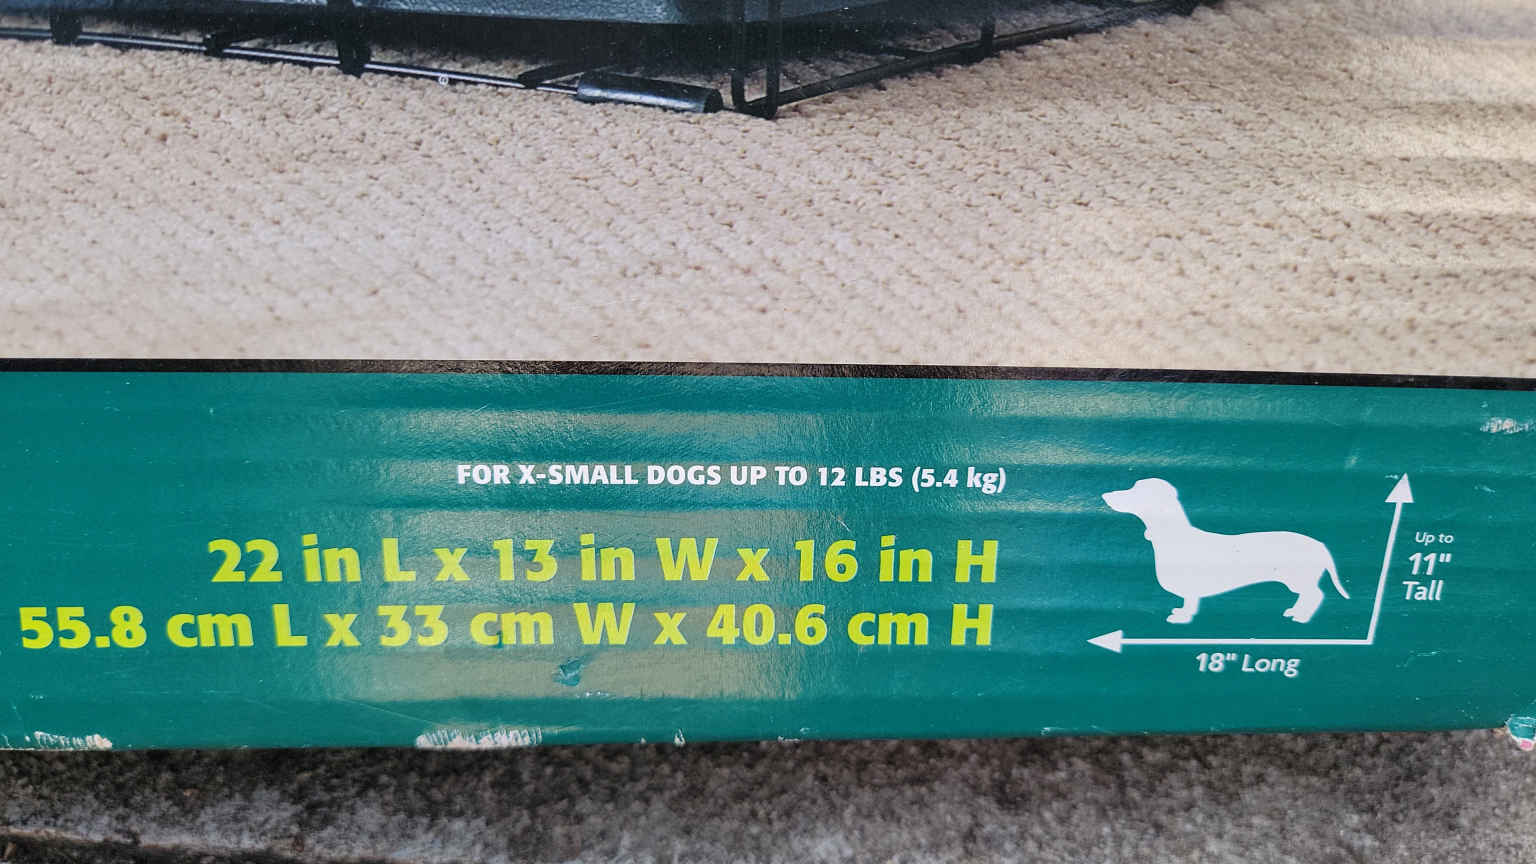 FOR X-SMALL DOGS UP TO 12 LBS (5.4 kg)
22 in L x 13 in W x 16 in H
55.8 cm L x 33 cm W x 40.6 cm H
Up to
11"
Tall
18" Long